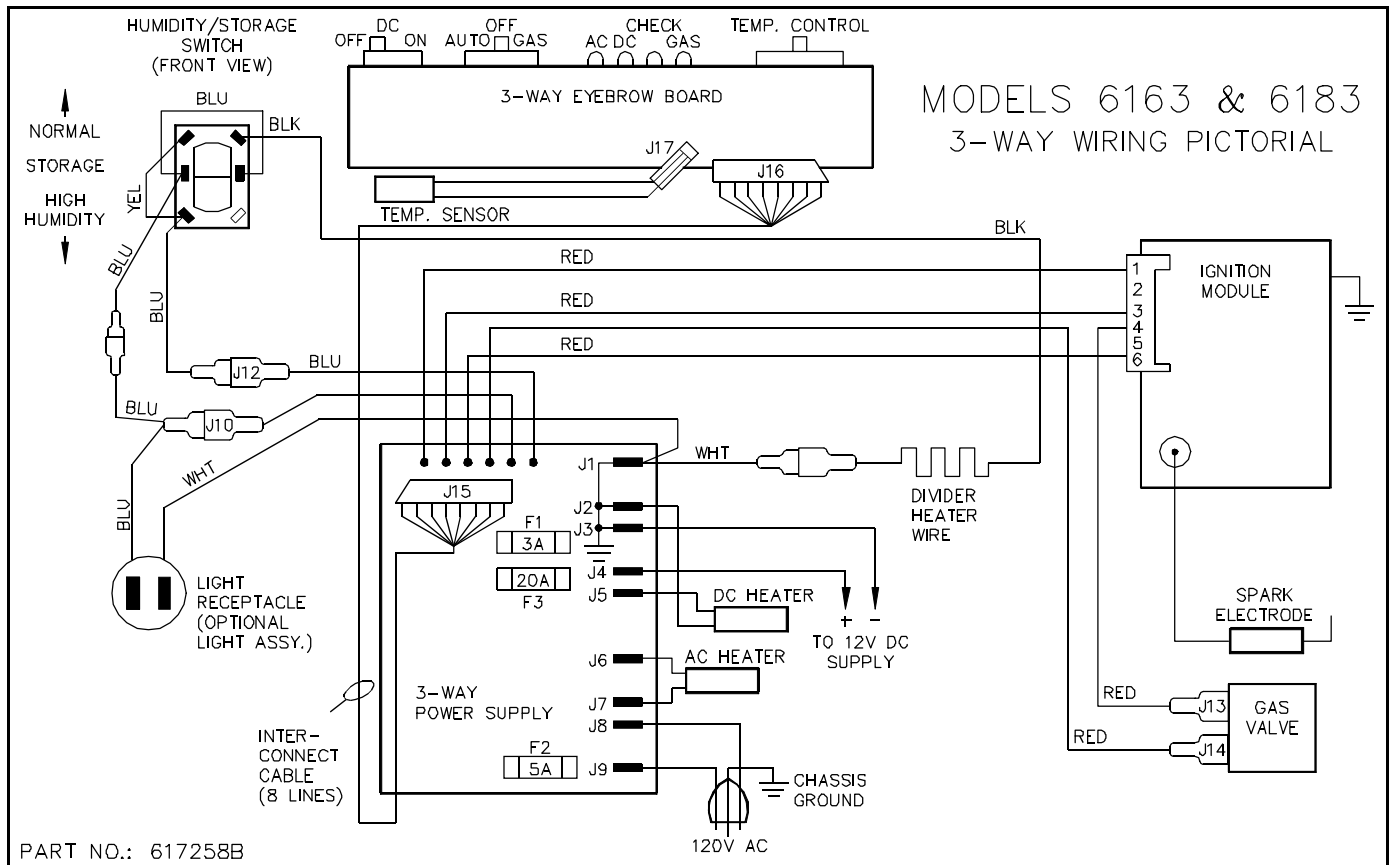 HUMIDITY/STORAGE
SWITCH
(FRONT VIEW)
DC
OFF
ON
OFF
AUTO
GAS
CHECK
AC DC
GAS
TEMP. CONTROL
3-WAY EYEBROW BOARD
MODELS 6163 & 6183
3-WAY WIRING PICTORIAL
NORMAL
STORAGE
HIGH
HUMIDITY
BLU
BLK
YEL
BLU
BLU
J17
J16
TEMP. SENSOR
BLK
RED
RED
RED
1
2
3
4
5
6
IGNITION
MODULE
J12
BLU
BLU
J10
WHT
BLU
LIGHT
RECEPTACLE
(OPTIONAL
LIGHT ASSY.)
J15
F1
3A
20A
F3
J1
J2
J3
J4
J5
J6
J7
J8
J9
WHT
DIVIDER
HEATER
WIRE
DC HEATER
+ -
TO 12V DC
SUPPLY
AC HEATER
3-WAY
POWER SUPPLY
F2
5A
INTER-
CONNECT
CABLE
(8 LINES)
CHASSIS
GROUND
120V AC
SPARK
ELECTRODE
RED
J13
RED
J14
GAS
VALVE
PART NO.: 617258B